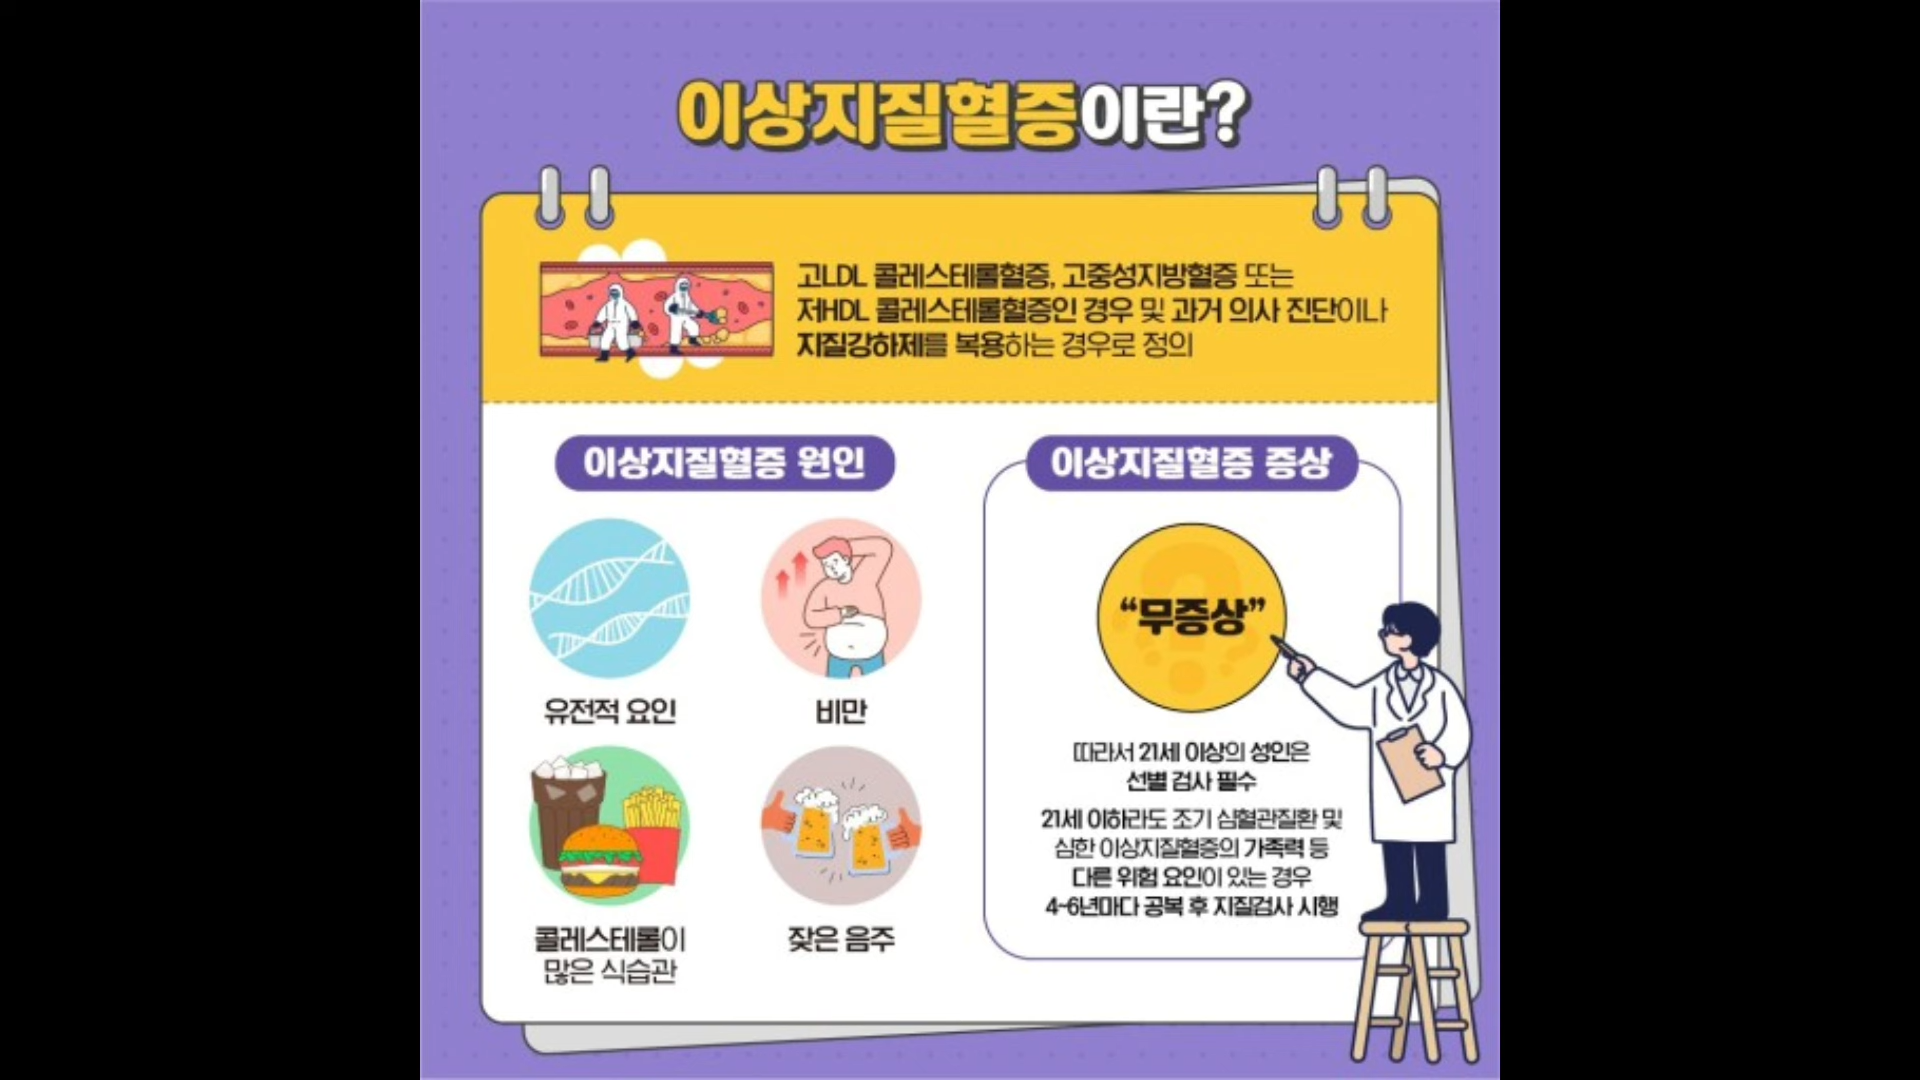 이상지질혈증이란?
고LDL 콜레스테롤혈증, 고중성지방혈증 또는
저HDL 콜레스테롤혈증인 경우 및 과거 의사 진단이나
지질강하제를 복용하는 경우로 정의
이상지질혈증 원인
유전적 요인
비만
콜레스테롤이
많은 식습관
잦은 음주
이상지질혈증 증상
“무증상”
따라서 21세 이상의 성인은
선별 검사 필수
21세 이하라도 조기 심혈관질환 및
심한 이상지질혈증의 가족력 등
다른 위험 요인이 있는 경우
4~6년마다 공복 후 지질검사 시행